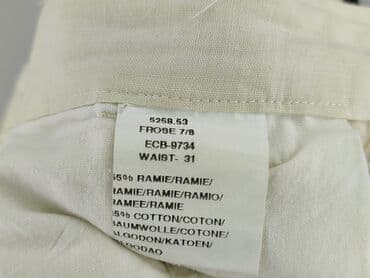 5258.53
FROSE 7/8
ECB-9734
WAIST- 31
55% RAMIE/RAMIE/
RAMIE/RAMIE/RAMIO/
RAMEE/RAMIE
45% COTTON/COTON/
BAUMWOLLE/COTONE/
ALGODON/KATOEN/
ALGODAO